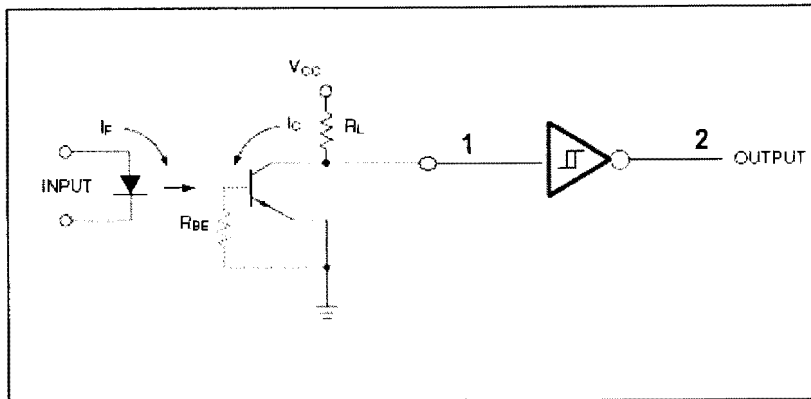 VCC
IF
IC
RL
1
2
OUTPUT
INPUT
RBE